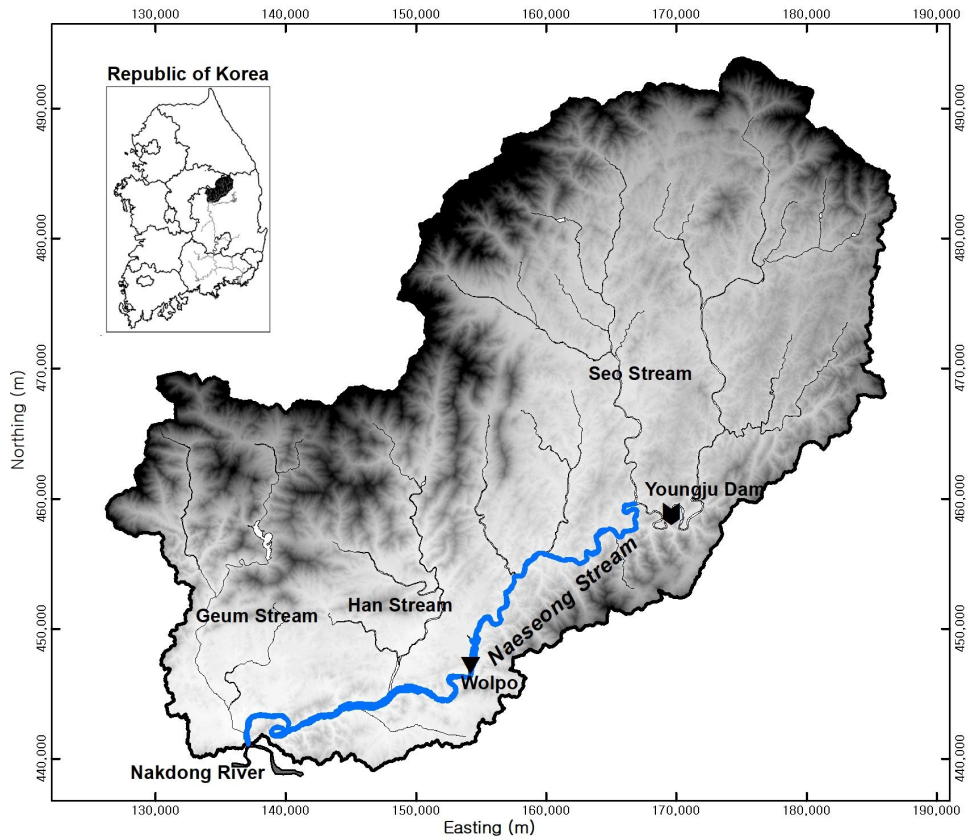 130,000 140,000 150,000 160,000 170,000 180,000 190,000
Republic of Korea
490,000 490,000
480,000 480,000
470,000 470,000
Seo Stream
Northing (m)
Youngju Dam
460,000 460,000
Naeseong Stream
Han Stream
Geum Stream
450,000 450,000
Wolpo
440,000 440,000
Nakdong River
130,000 140,000 150,000 160,000 170,000 180,000 190,000
Easting (m)